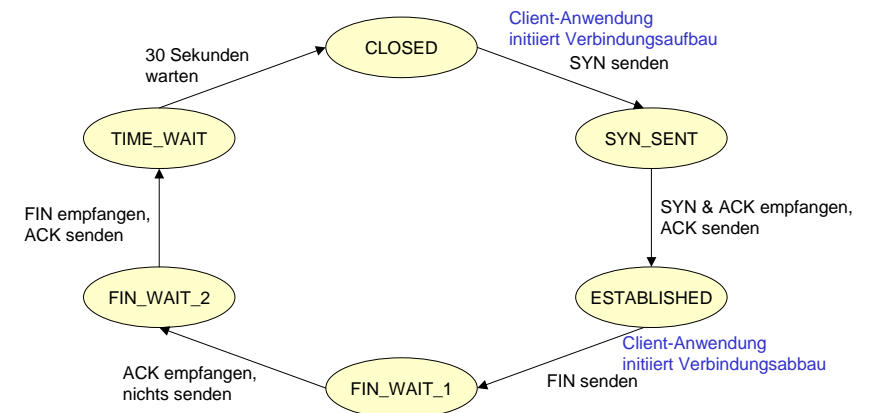 Client-Anwendung
initiiert Verbindungsaufbau
CLOSED
SYN senden
30 Sekunden
warten
TIME_WAIT
SYN_SENT
FIN empfangen,
ACK senden
SYN & ACK empfangen,
ACK senden
FIN_WAIT_2
ESTABLISHED
Client-Anwendung
initiiert Verbindungsabbau
ACK empfangen,
nichts senden
FIN_WAIT_1
FIN senden